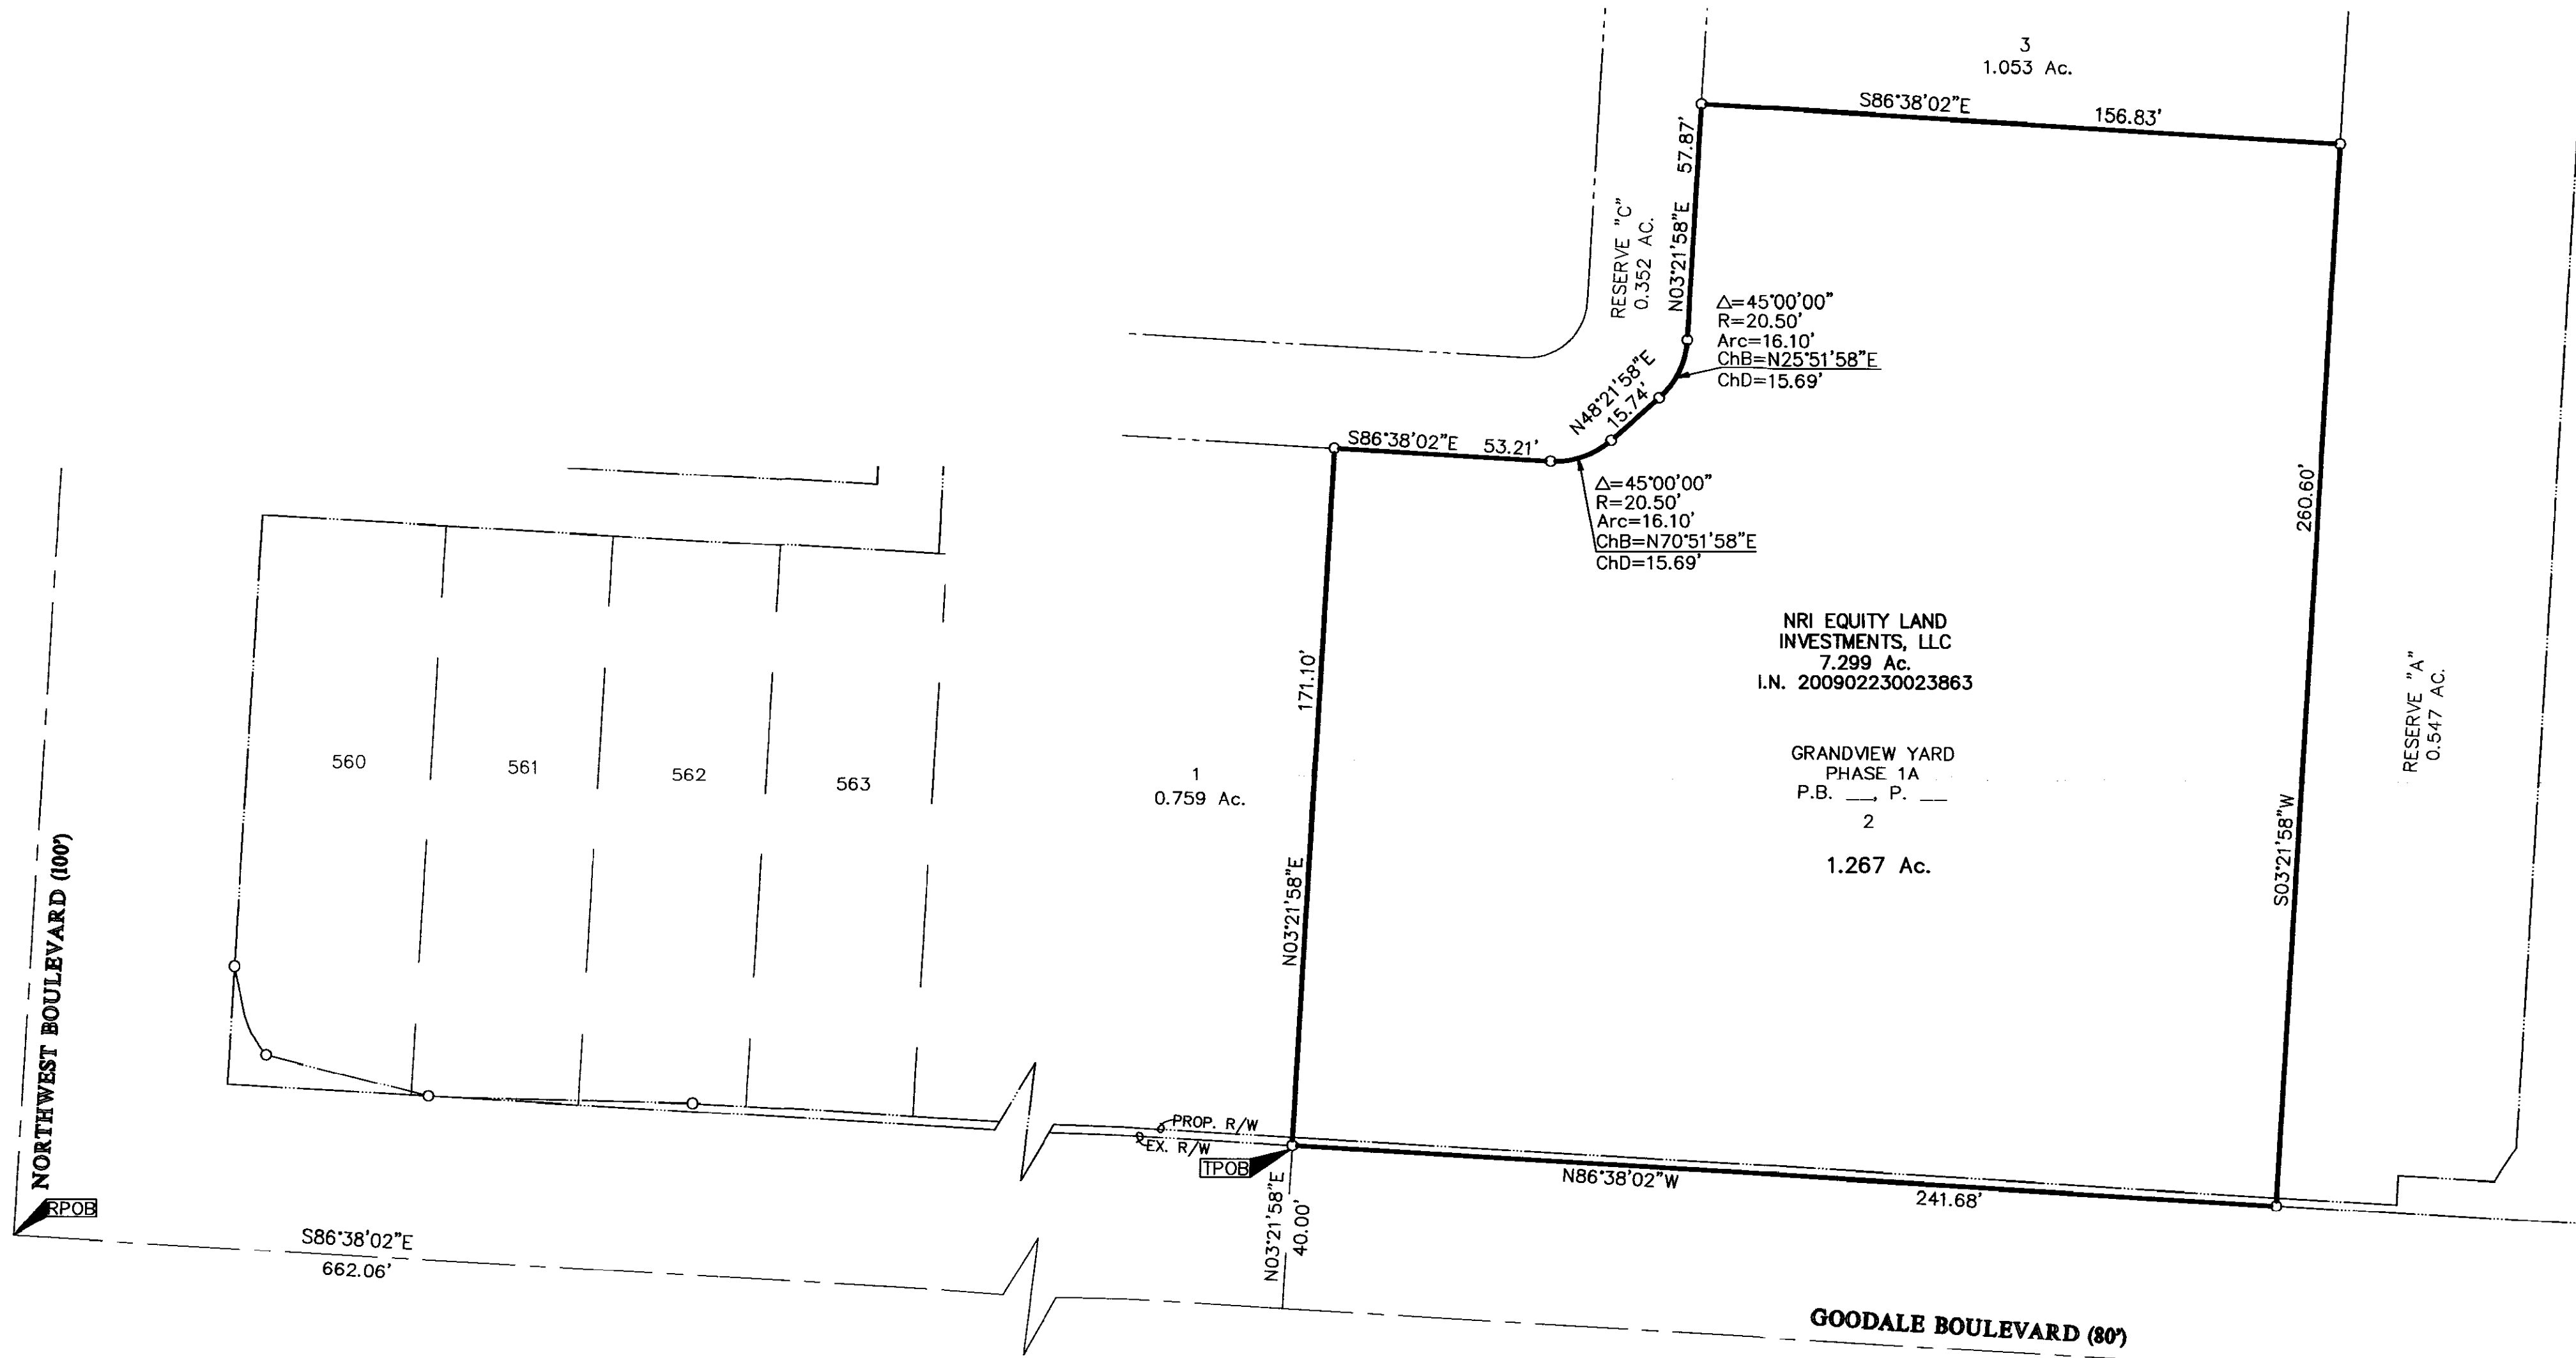 3
1.053 Ac.
S86°38'02"E
156.83'
57.87'
N03°21'58"E
RESERVE "C"
0.352 AC.
Δ=45°00'00"
R=20.50'
Arc=16.10'
ChB=N25°51'58"E
ChD=15.69'
N48°21'58"E
15.74'
S86°38'02"E
53.21'
Δ=45°00'00"
R=20.50'
Arc=16.10'
ChB=N70°51'58"E
ChD=15.69'
260.60'
S03°21'58"W
NRI EQUITY LAND
INVESTMENTS, LLC
7.299 Ac.
I.N. 200902230023863
171.10'
N03°21'58"E
RESERVE "A"
0.547 AC.
GRANDVIEW YARD
PHASE 1A
P.B. __, P. __
2
1.267 Ac.
560
561
562
563
1
0.759 Ac.
NORTHWEST BOULEVARD (100')
PROP. R/W
EX. R/W
TPOB
RPOB
N86°38'02"W
241.68'
N03°21'58"E
40.00'
S86°38'02"E
662.06'
GOODALE BOULEVARD (80')